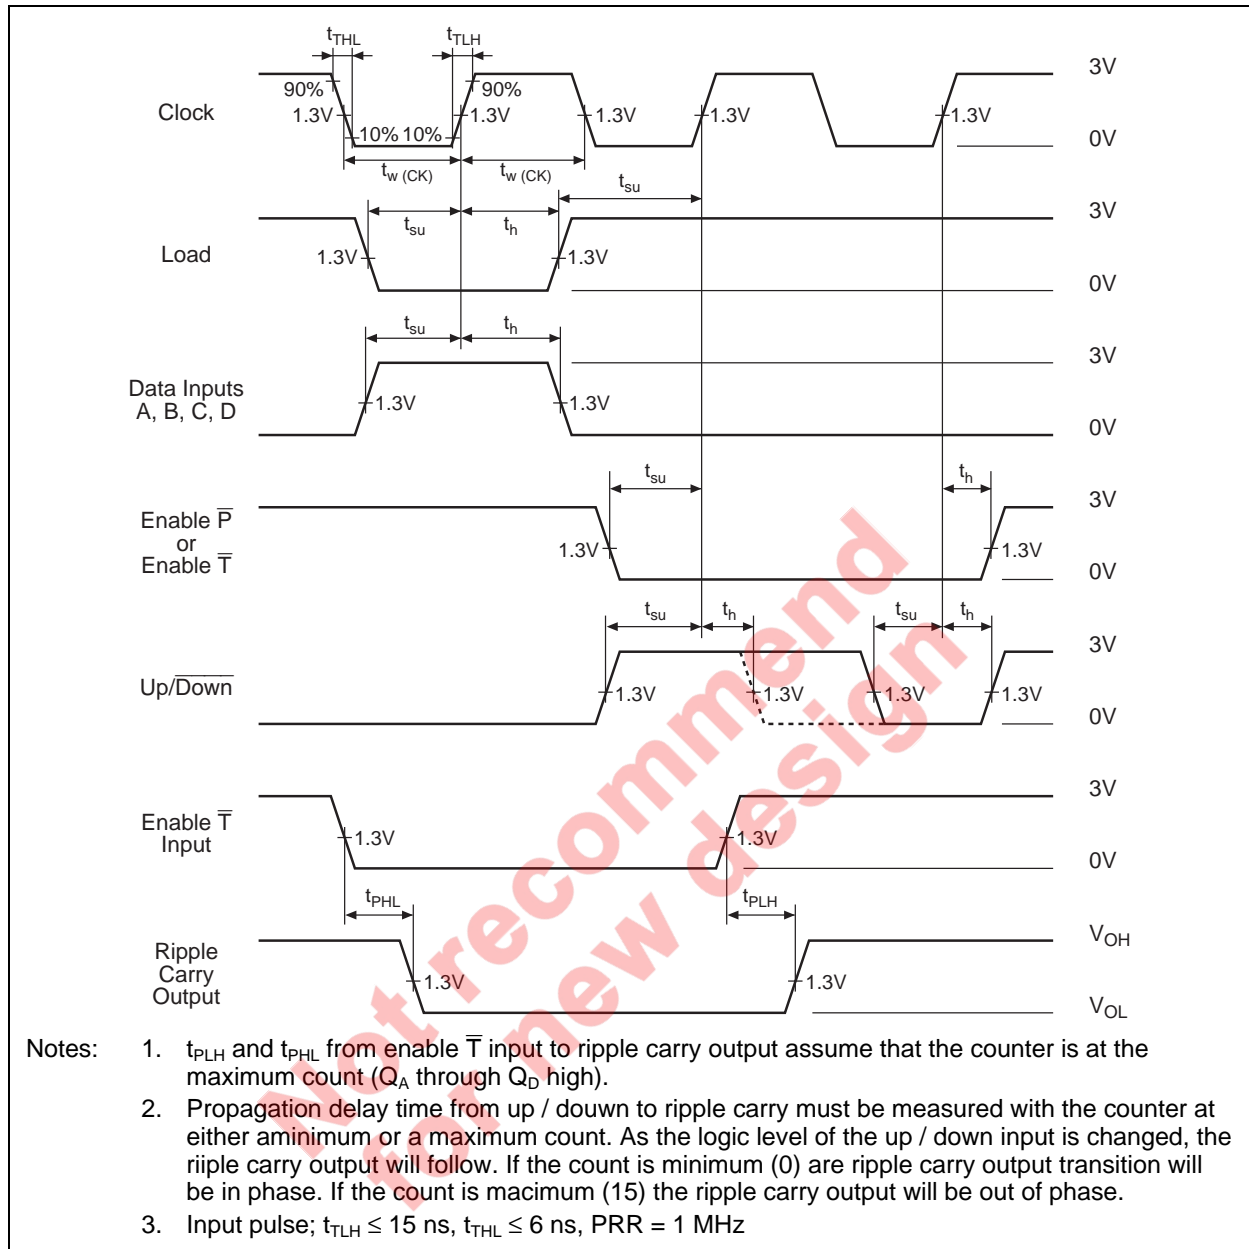 tTHL tTLH
3V
90% 90%
Clock 1.3V 1.3V 1.3V 1.3V 1.3V
10% 10%
0V
tw (CK) tw (CK) tsu
3V
tsu th
Load 1.3V 1.3V
0V
tsu th
3V
Data Inputs
A, B, C, D
1.3V 1.3V
0V
tsu th
3V
Enable P̅
or
Enable T̅
1.3V 1.3V
0V
tsu th tsu th
3V
Up/D̅o̅w̅n̅ 1.3V 1.3V 1.3V 1.3V
0V
3V
Enable T̅
Input
1.3V 1.3V
0V
tPHL tPLH
VOH
Ripple
Carry
Output
1.3V 1.3V
VOL
Notes: 1. tPLH and tPHL from enable T̅ input to ripple carry output assume that the counter is at the
maximum count (QA through QD high).
2. Propagation delay time from up / douwn to ripple carry must be measured with the counter at
either aminimum or a maximum count. As the logic level of the up / down input is changed, the
riiple carry output will follow. If the count is minimum (0) are ripple carry output transition will
be in phase. If the count is macimum (15) the ripple carry output will be out of phase.
3. Input pulse; tTLH ≤ 15 ns, tTHL ≤ 6 ns, PRR = 1 MHz
Not recommend
for new design